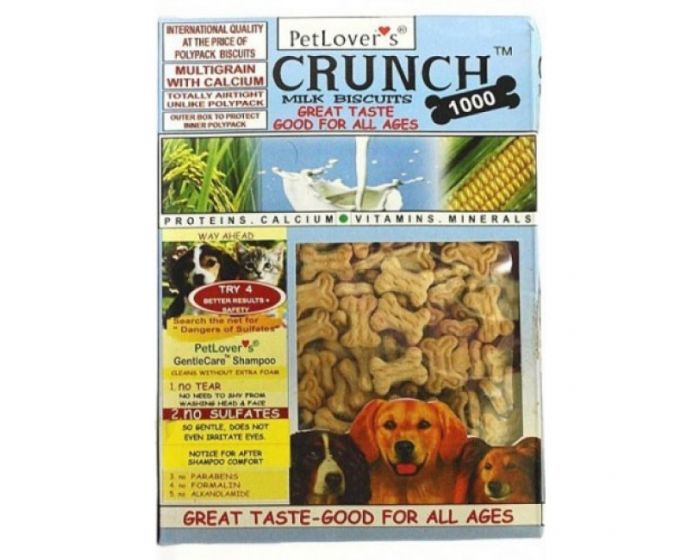 INTERNATIONAL QUALITY
AT THE PRICE OF
POLYPACK BISCUITS
MULTIGRAIN
WITH CALCIUM
TOTALLY AIRTIGHT
UNLIKE POLYPACK
OUTER BOX TO PROTECT
INNER POLYPACK
PetLover's®
CRUNCH™
MILK BISCUITS
1000
GREAT TASTE
GOOD FOR ALL AGES
PROTEINS. CALCIUM VITAMINS. MINERALS
WAY AHEAD
TRY 4
BETTER RESULTS +
SAFETY
Search the net for
"Dangers of Sulfates"
PetLover's®
GentleCare™ Shampoo
CLEANS WITHOUT EXTRA FOAM
1. no TEAR
NO NEED TO SHY FROM
WASHING HEAD & FACE
2. no SULFATES
SO GENTLE, DOES NOT
EVEN IRRITATE EYES.
NOTICE FOR AFTER
SHAMPOO COMFORT
3. no PARABENS
4. no FORMALIN
5. no ALKANOLAMIDE
GREAT TASTE-GOOD FOR ALL AGES